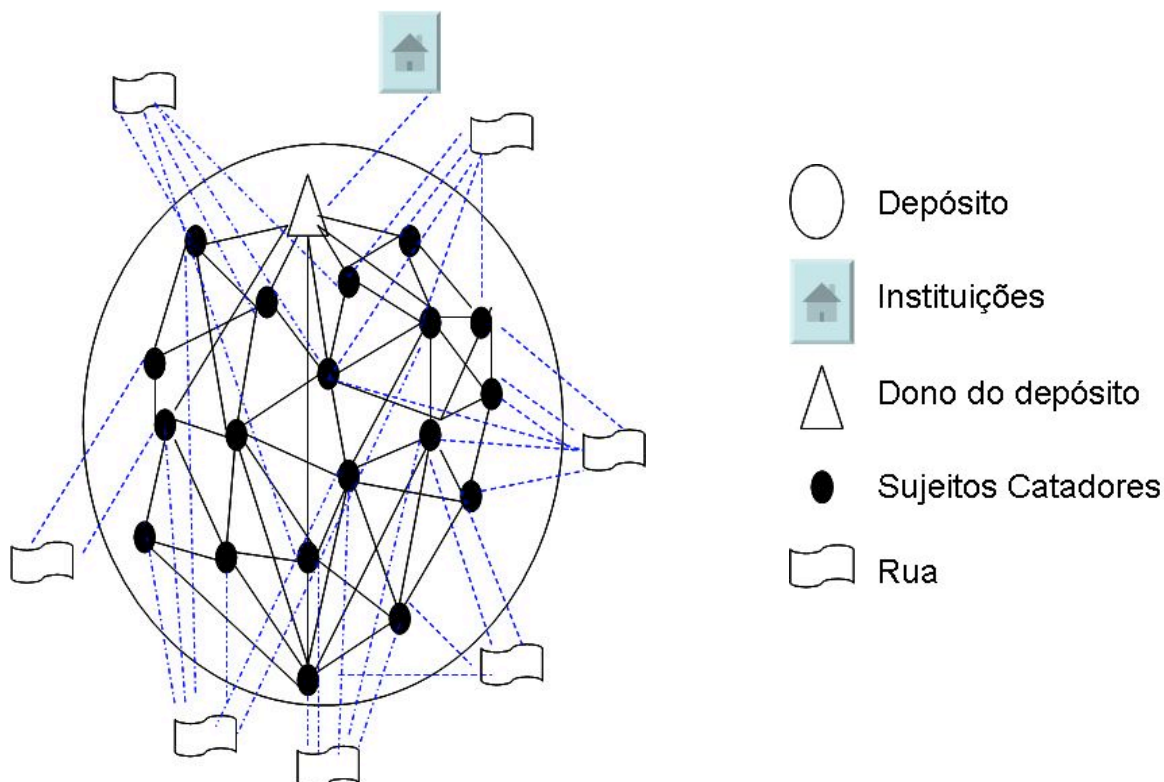 Depósito
Instituições
Dono do depósito
Sujeitos Catadores
Rua